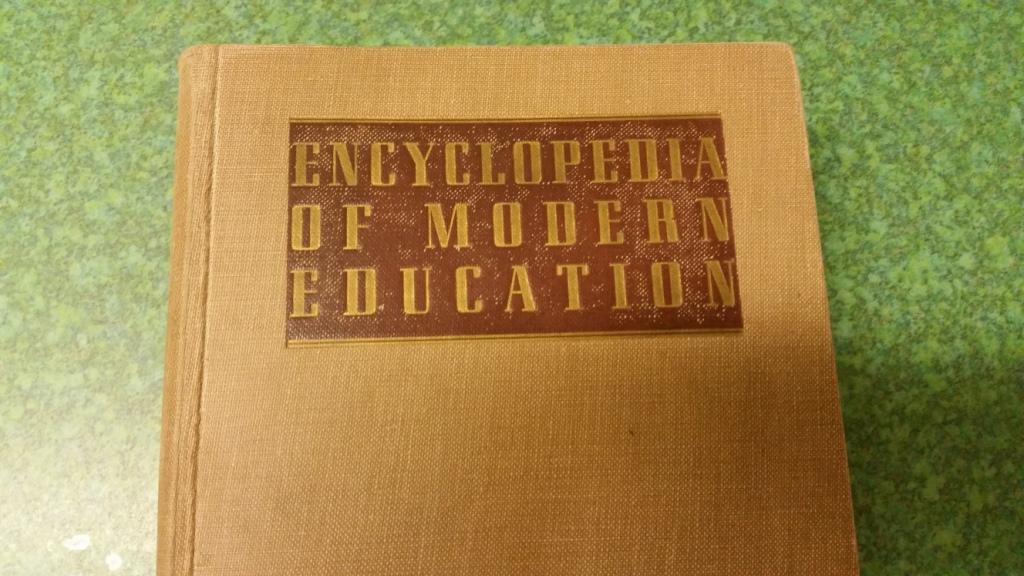 ENCYCLOPEDIA
OF MODERN
EDUCATION